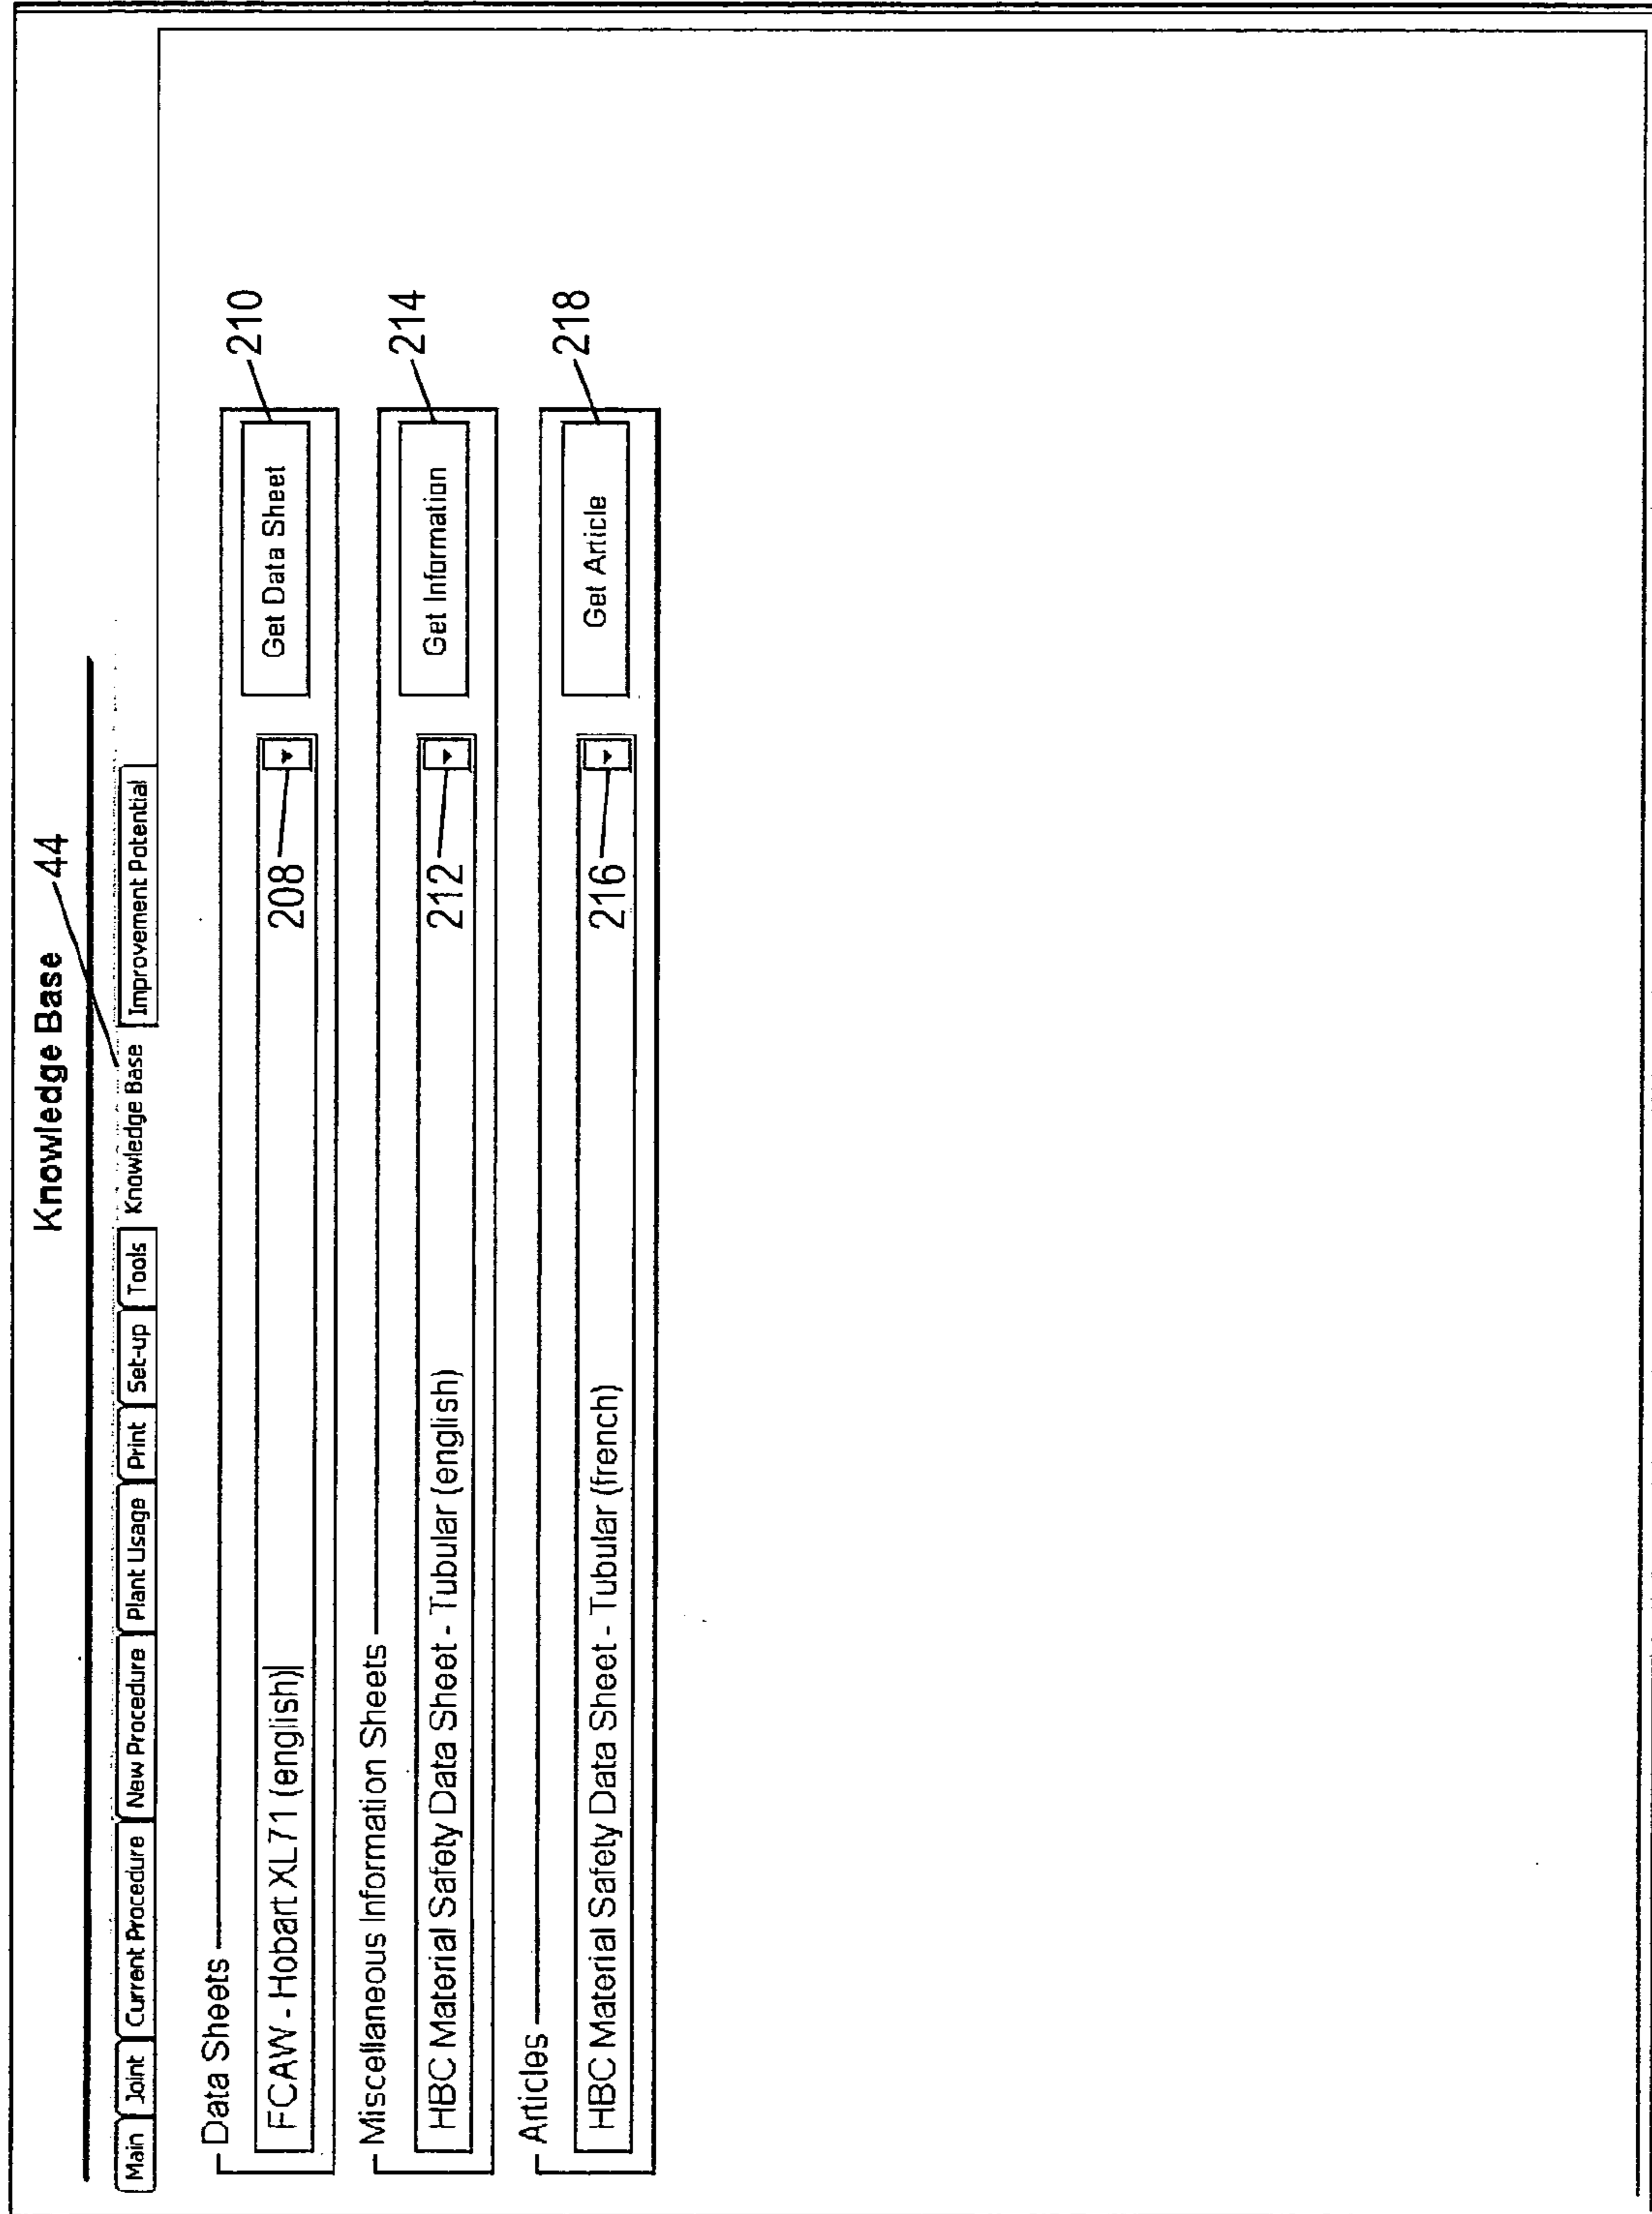 Knowledge Base
44
Main Joint Current Procedure New Procedure Plant Usage Print Set-up Tools Knowledge Base Improvement Potential
Data Sheets
FCAW - Hobart XL71 (english) 208 Get Data Sheet 210
Miscellaneous Information Sheets
HBC Material Safety Data Sheet - Tubular (english) 212 Get Information 214
Articles
HBC Material Safety Data Sheet - Tubular (french) 216 Get Article 218